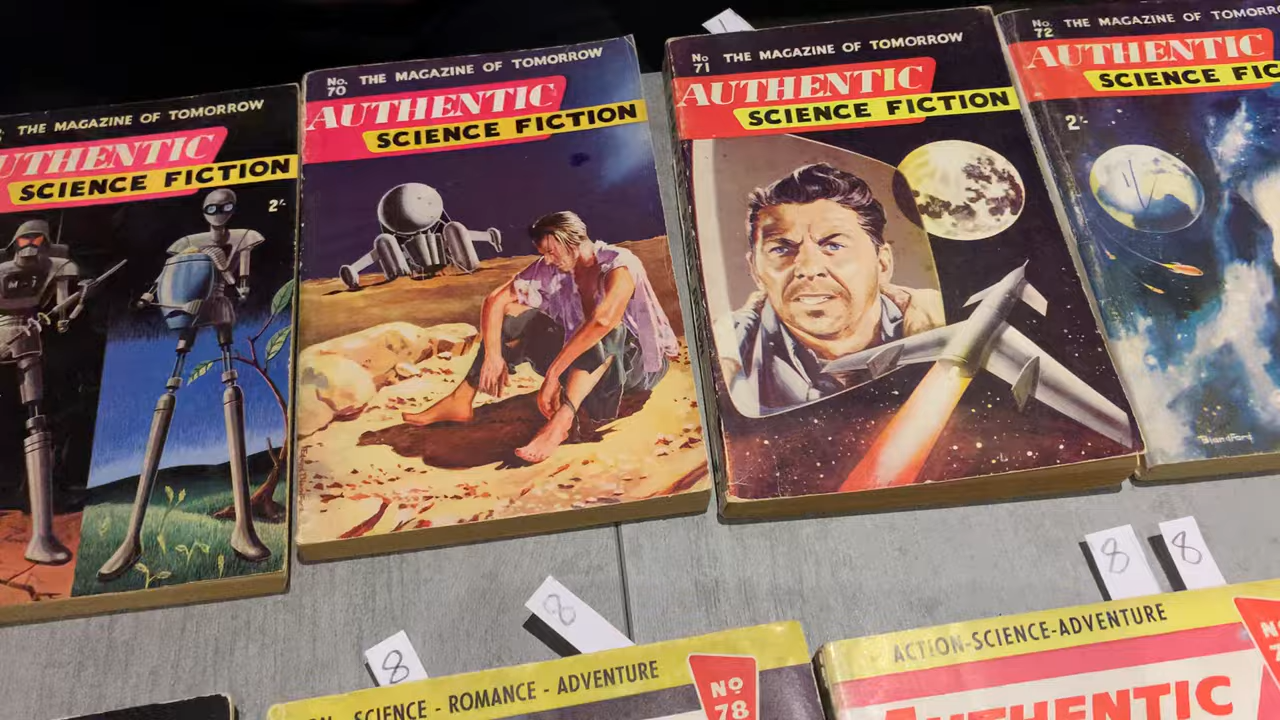 THE MAGAZINE OF TOMORROW
UTHENTIC
SCIENCE FICTION
2/-
M-7
No. 70 THE MAGAZINE OF TOMORROW
AUTHENTIC
SCIENCE FICTION
No 71 THE MAGAZINE OF TOMORROW
AUTHENTIC
SCIENCE FICTION
No. 72 THE MAGAZINE OF TOMORRO
AUTHENTIC
SCIENCE FIC
2/-
Blandford
8
8
8
8
SCIENCE - ROMANCE - ADVENTURE
No 78
ACTION-SCIENCE-ADVENTURE
AUTHENTIC